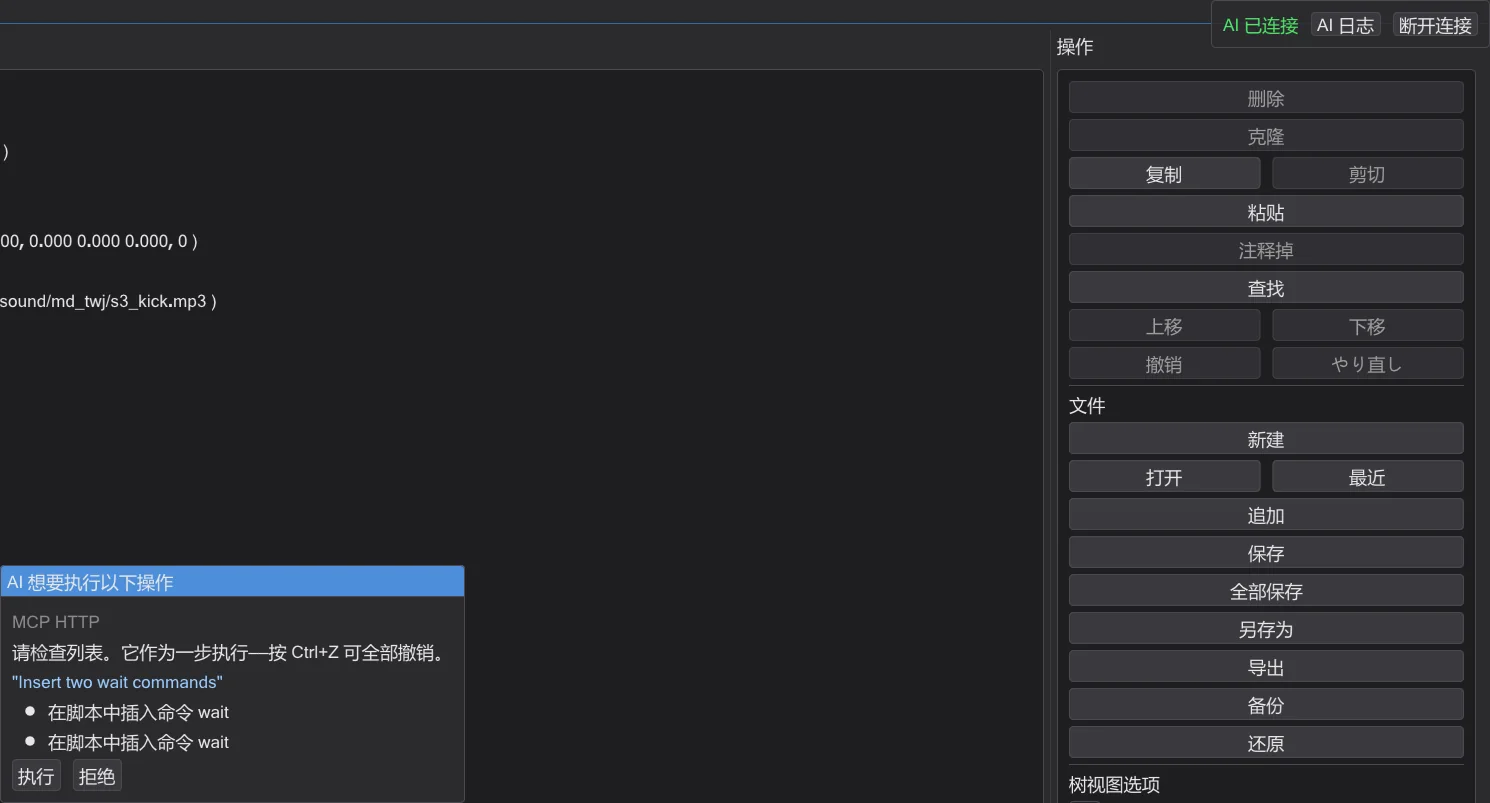 AI 已连接 AI 日志 断开连接
操作
)
00, 0.000 0.000 0.000, 0 )
sound/md_twj/s3_kick.mp3 )
删除
克隆
复制 剪切
粘贴
注释掉
查找
上移 下移
撤销 やり直し
文件
新建
打开 最近
追加
保存
全部保存
另存为
导出
备份
还原
树视图选项
AI 想要执行以下操作
MCP HTTP
请检查列表。它作为一步执行—按 Ctrl+Z 可全部撤销。
"Insert two wait commands"
● 在脚本中插入命令 wait
● 在脚本中插入命令 wait
执行 拒绝